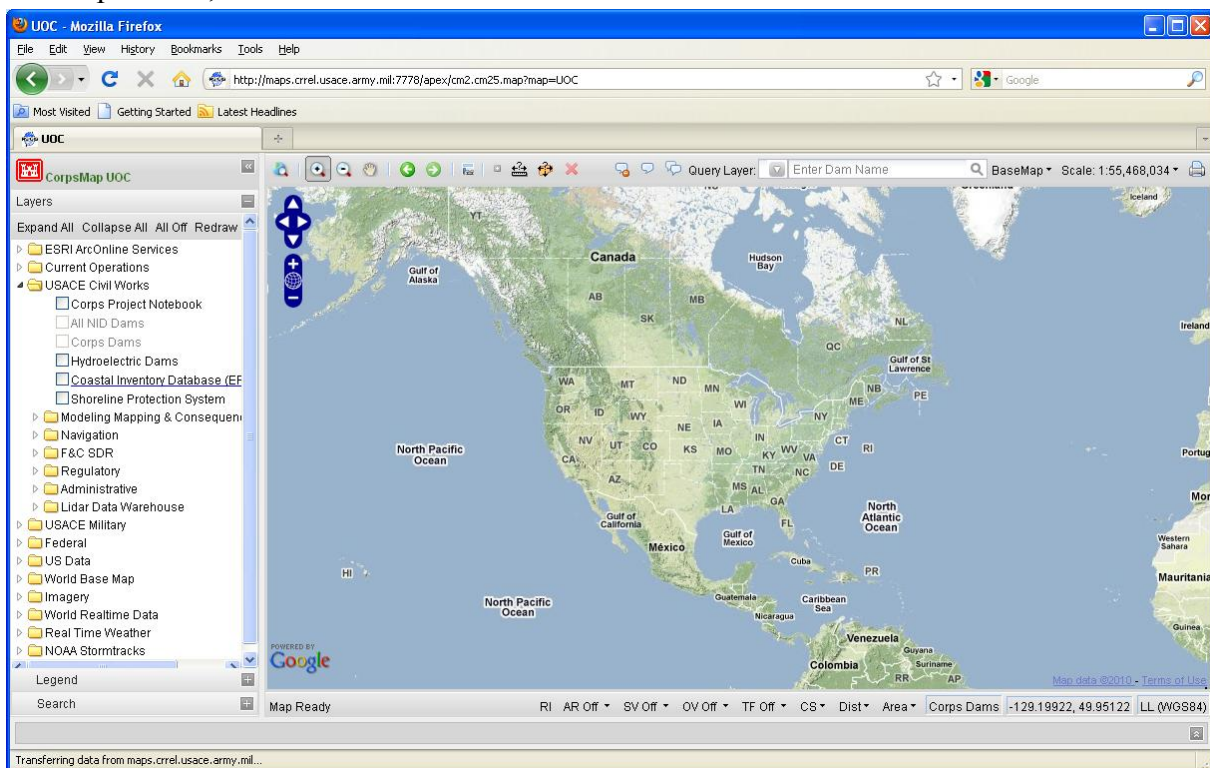 UOC - Mozilla Firefox
File Edit View History Bookmarks Tools Help
http://maps.crrel.usace.army.mil:7778/apex/cm2.cm25.map?map=UOC
Google
Most Visited Getting Started Latest Headlines
UOC
CorpsMap UOC
Query Layer: Enter Dam Name BaseMap Scale: 1:55,468,034
Layers
Expand All Collapse All All Off Redraw
ESRI ArcOnline Services
Current Operations
USACE Civil Works
Corps Project Notebook
All NID Dams
Corps Dams
Hydroelectric Dams
Coastal Inventory Database (EF
Shoreline Protection System
Modeling Mapping & Consequen
Navigation
F&C SDR
Regulatory
Administrative
Lidar Data Warehouse
USACE Military
Federal
US Data
World Base Map
Imagery
World Realtime Data
Real Time Weather
NOAA Stormtracks
Legend
Search
Iceland
YT
Canada
Hudson
Bay
Gulf of
Alaska
AB
MB
SK
NL
Ireland
QC
Gulf of St
Lawrence
WA MT ND MN NB PE
ME
OR ID WY WI NY
NE IA
NV UT CO KS MO IN KY WV VA CT RI
North Pacific
Ocean
Portug
CA TN NC DE
AZ
MS AL
GA
LA
Mor
North
Atlantic
Ocean
Gulf of
California
FL
Gulf of
Mexico
México
Western
Sahara
Cuba
HI
PR
Mauritania
Guatemala
Caribbean
Sea
North Pacific
Ocean
Nicaragua
Guinea
Venezuela
Guyana
Suriname
Colombia
RR AP
POWERED BY
Google
Map data ©2010 - Terms of Use
Map Ready RI AR Off SV Off OV Off TF Off CS Dist Area Corps Dams -129.19922, 49.95122 LL (WGS84)
Transferring data from maps.crrel.usace.army.mil...